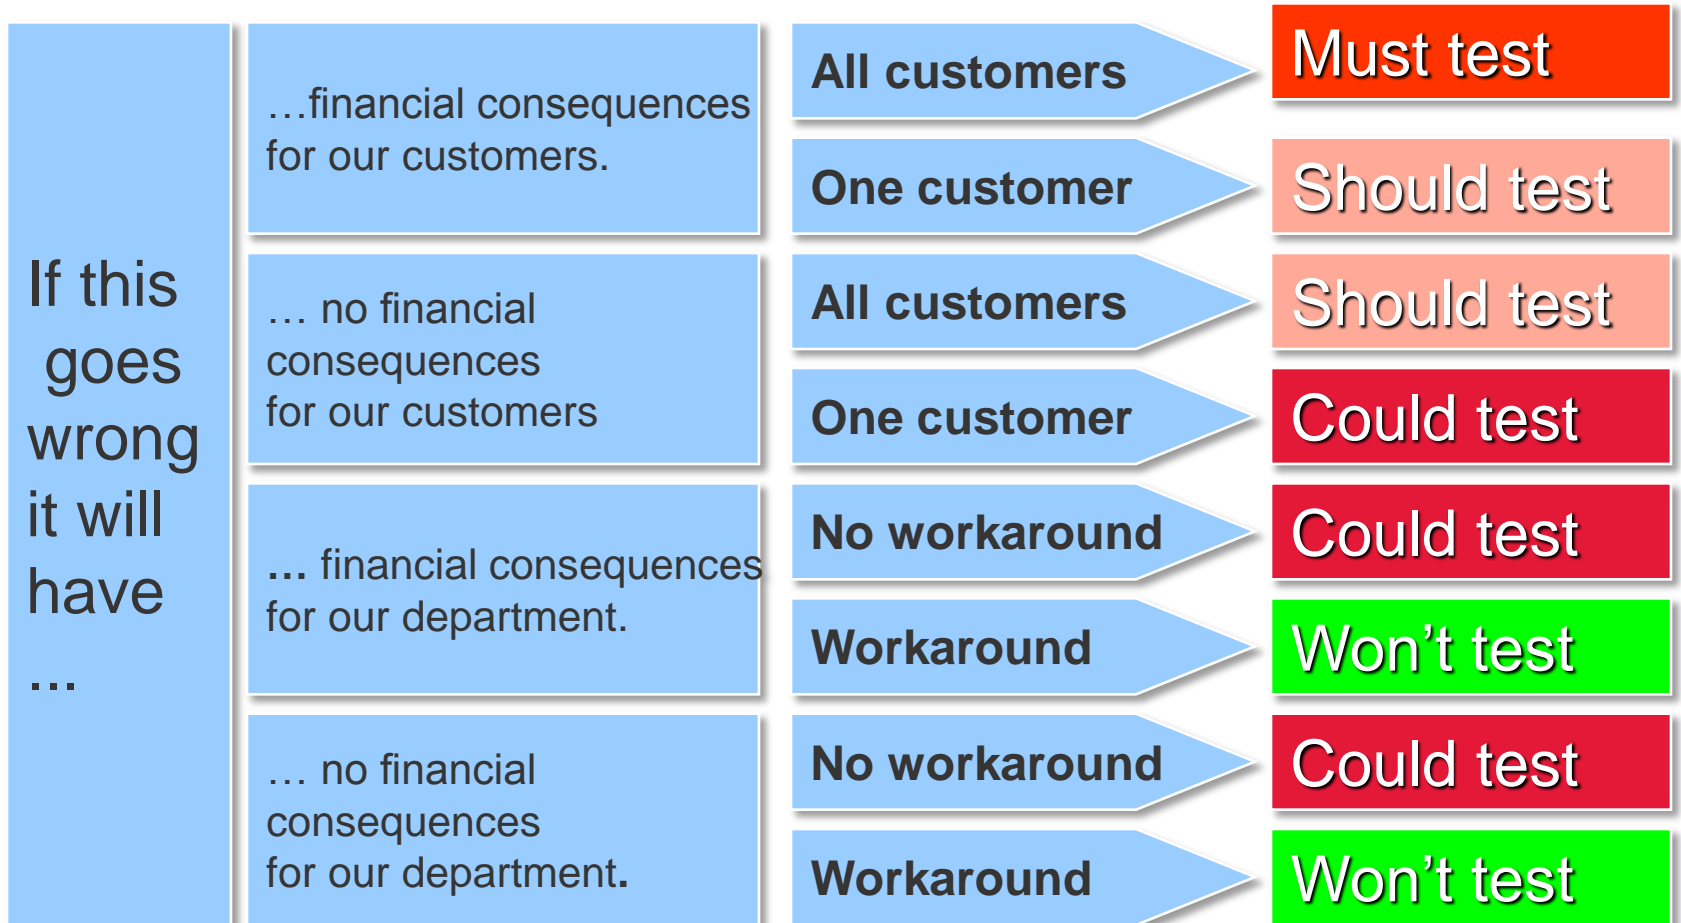 If this
goes
wrong
it will
have
...
…financial consequences
for our customers.
All customers
Must test
One customer
Should test
… no financial
consequences
for our customers
All customers
Should test
One customer
Could test
… financial consequences
for our department.
No workaround
Could test
Workaround
Won’t test
… no financial
consequences
for our department.
No workaround
Could test
Workaround
Won’t test